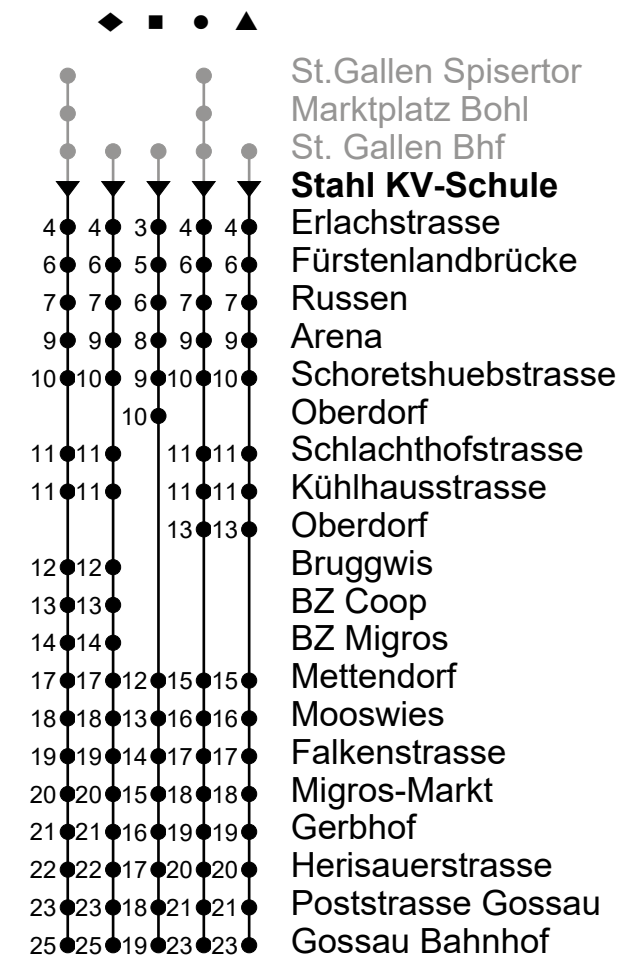 ◆ ■ ● ▲
St.Gallen Spisertor
Marktplatz Bohl
St. Gallen Bhf
Stahl KV-Schule
4 4 3 4 4 Erlachstrasse
6 6 5 6 6 Fürstenlandbrücke
7 7 6 7 7 Russen
9 9 8 9 9 Arena
10 10 9 10 10 Schoretshuebstrasse
10 Oberdorf
11 11 11 11 Schlachthofstrasse
11 11 11 11 Kühlhausstrasse
13 13 Oberdorf
12 12 Bruggwis
13 13 BZ Coop
14 14 BZ Migros
17 17 12 15 15 Mettendorf
18 18 13 16 16 Mooswies
19 19 14 17 17 Falkenstrasse
20 20 15 18 18 Migros-Markt
21 21 16 19 19 Gerbhof
22 22 17 20 20 Herisauerstrasse
23 23 18 21 21 Poststrasse Gossau
25 25 19 23 23 Gossau Bahnhof